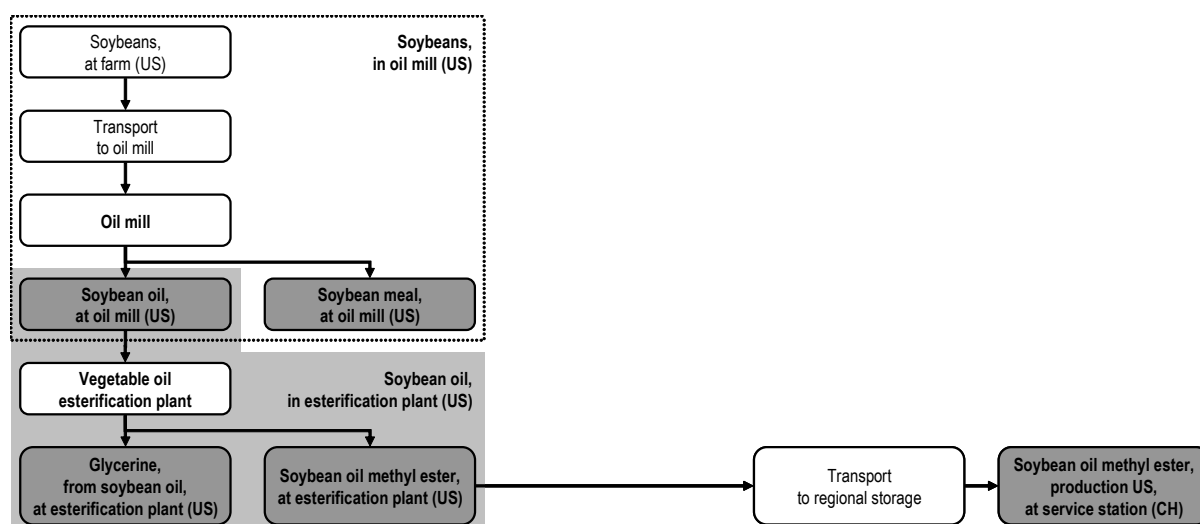 Soybeans,
at farm (US)
Soybeans,
in oil mill (US)
Transport
to oil mill
Oil mill
Soybean oil,
at oil mill (US)
Soybean meal,
at oil mill (US)
Vegetable oil
esterification plant
Soybean oil,
in esterification plant (US)
Glycerine,
from soybean oil,
at esterification plant (US)
Soybean oil methyl ester,
at esterification plant (US)
Transport
to regional storage
Soybean oil methyl ester,
production US,
at service station (CH)